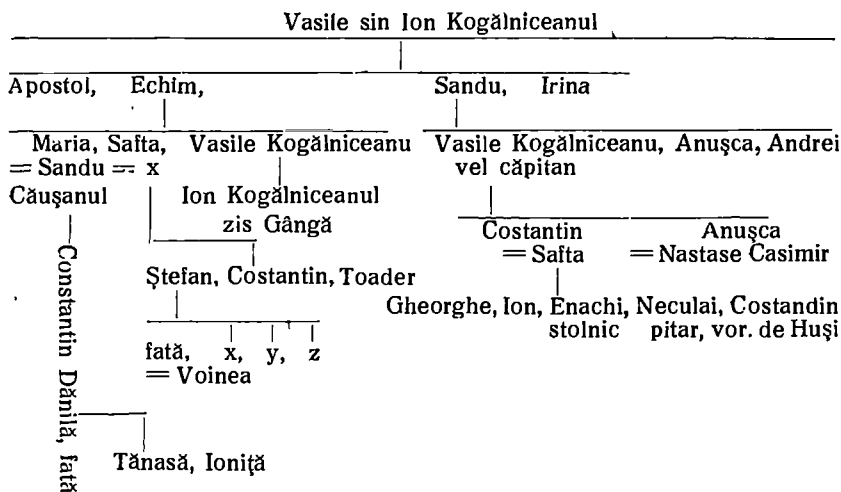 Vasile sin Ion Kogălniceanul
Apostol, Echim, Sandu, Irina
Maria, Safta, Vasile Kogălniceanu Vasile Kogălniceanu, Anuşca, Andrei
= Sandu = x vel căpitan
Căuşanul Ion Kogălniceanul
zis Gângă Costantin Anuşca
= Safta = Nastase Casimir
Ştefan, Costantin, Toader
Gheorghe, Ion, Enachi, Neculai, Costandin
stolnic pitar, vor. de Huşi
fată, x, y, z
= Voinea
Constantin Dănilă, fată
Tănasă, Ioniţă